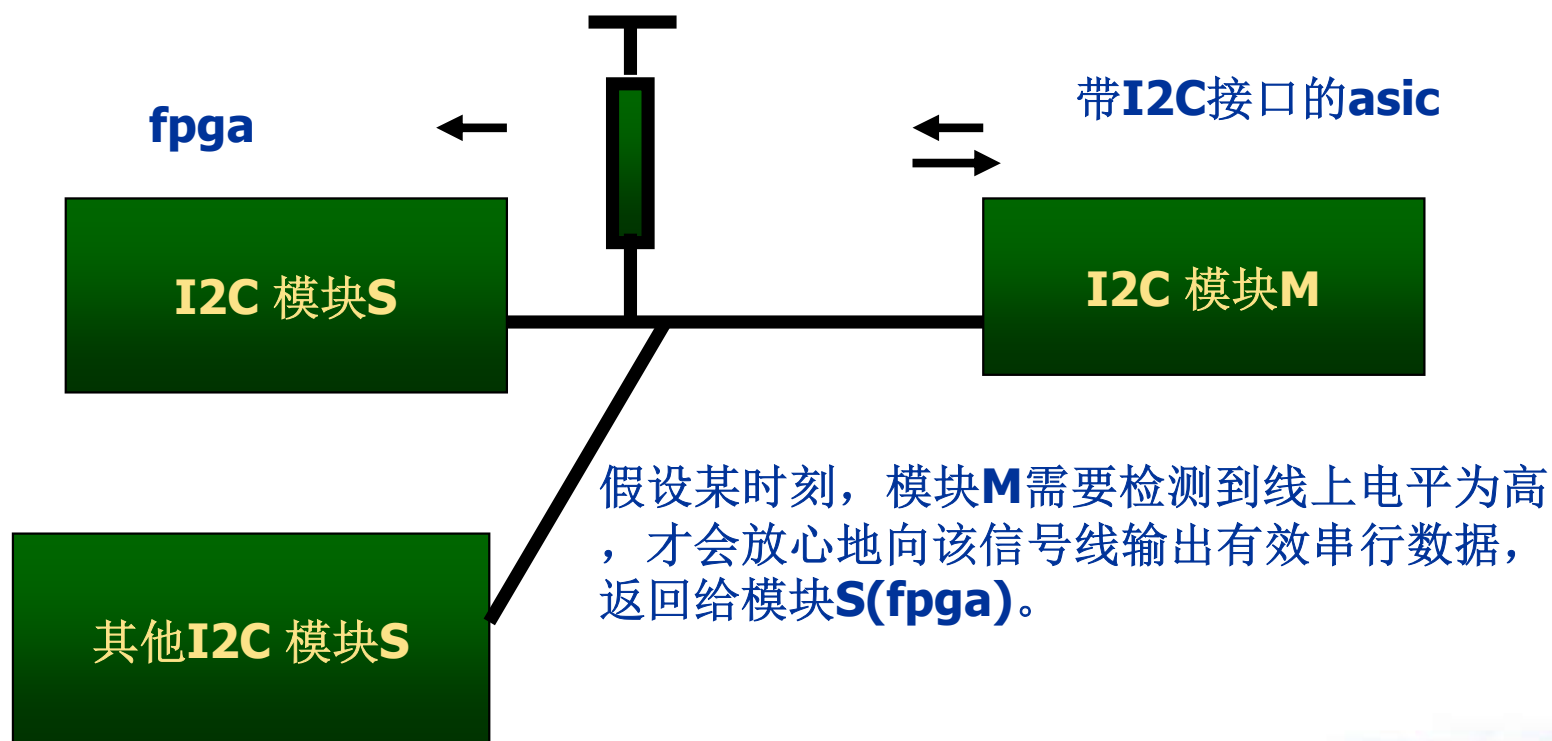 fpga
带I2C接口的asic
I2C 模块S
I2C 模块M
假设某时刻，模块M需要检测到线上电平为高
，才会放心地向该信号线输出有效串行数据，
返回给模块S(fpga)。
其他I2C 模块S